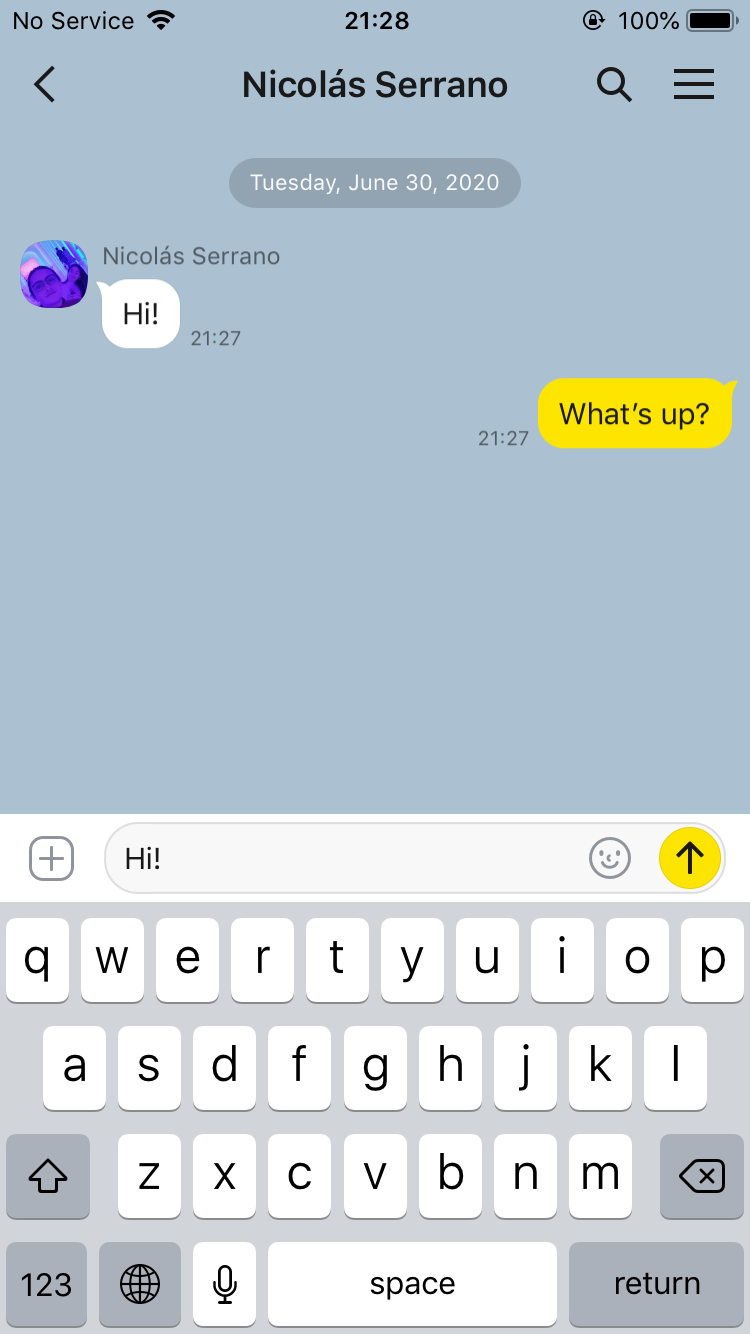 No Service 21:28 100%
Nicolás Serrano
Tuesday, June 30, 2020
Nicolás Serrano
Hi!
21:27
What’s up?
21:27
Hi!
q w e r t y u i o p
a s d f g h j k l
z x c v b n m
123 space return